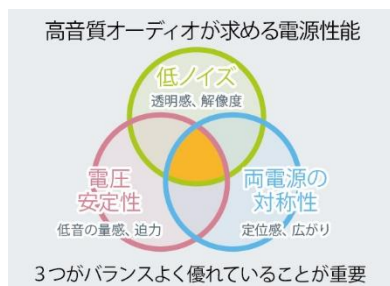 高音質オーディオが求める電源性能
低ノイズ
透明感、解像度
電圧
安定性
低音の量感、迫力
両電源の
対称性
定位感、広がり
3つがバランスよく優れていることが重要